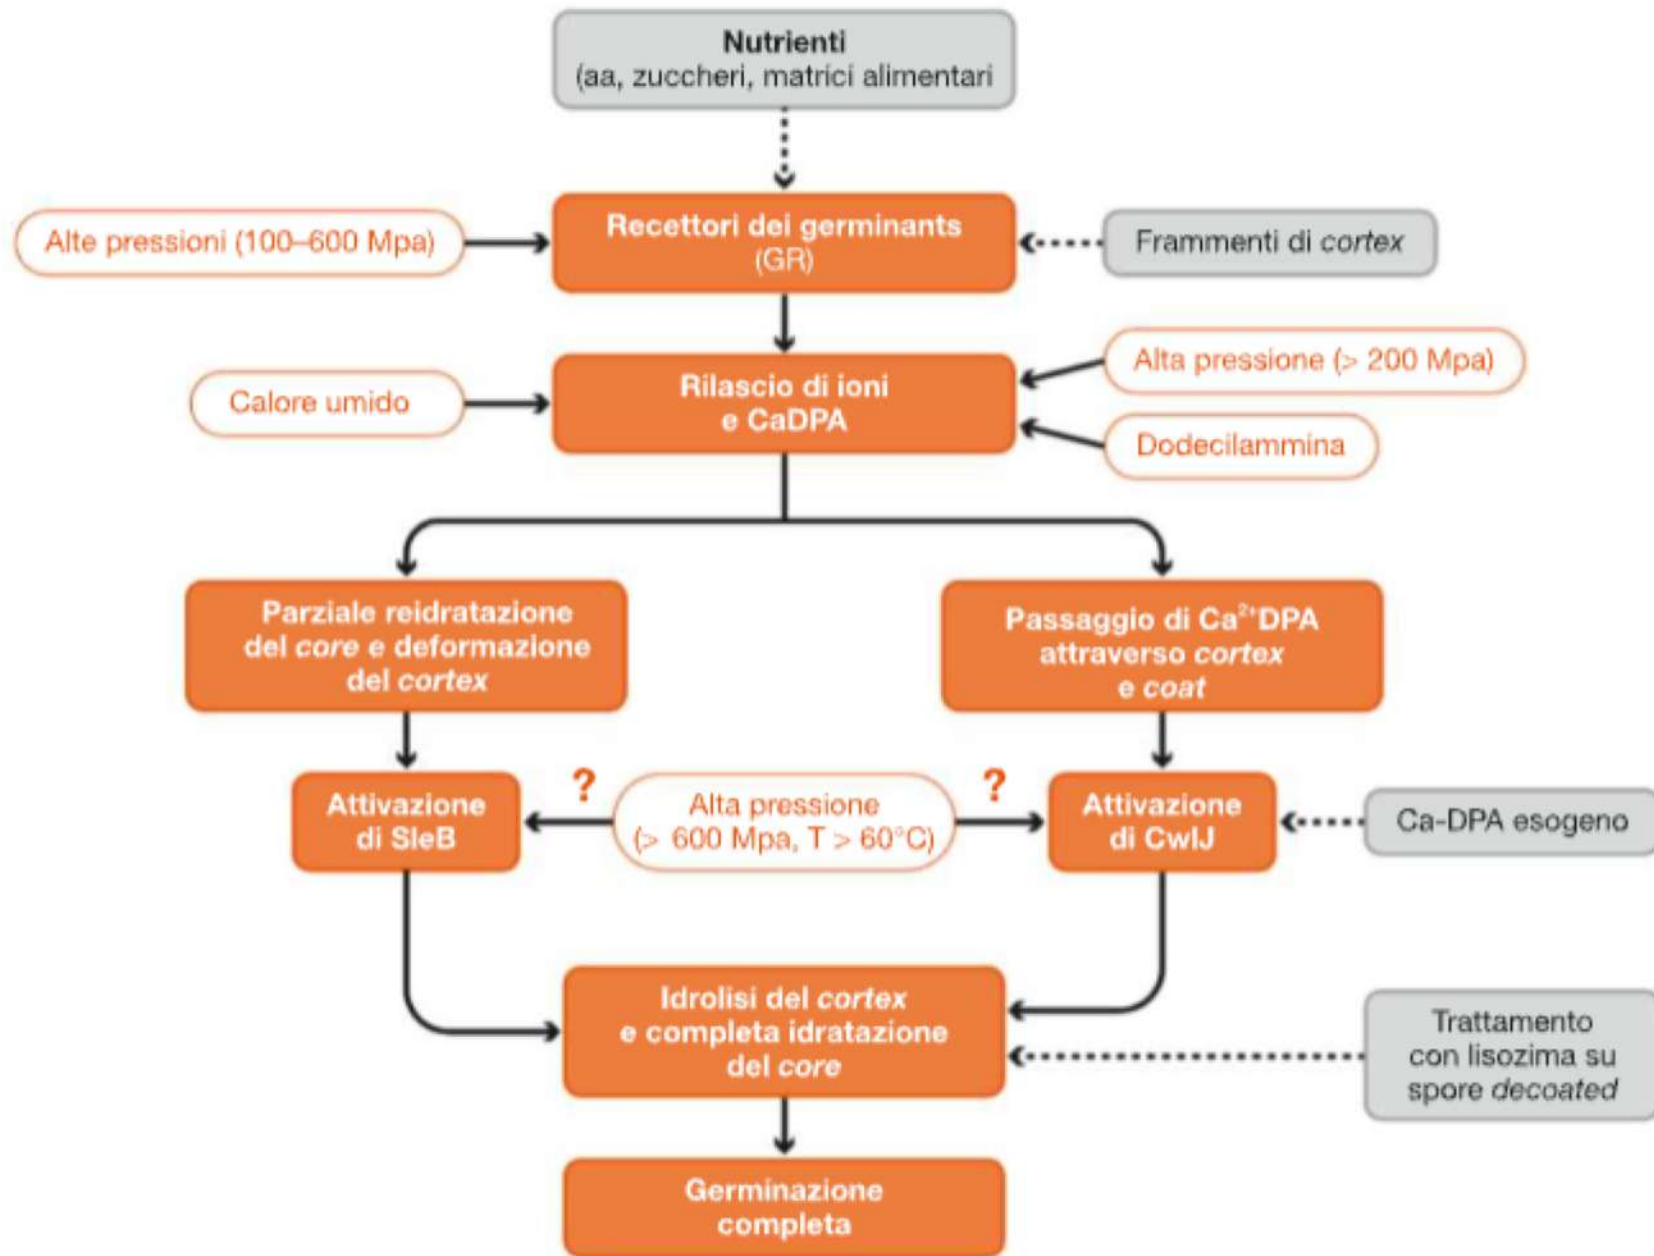 Nutrienti
(aa, zuccheri, matrici alimentari
Alte pressioni (100–600 Mpa)
Recettori dei germinants
(GR)
Frammenti di cortex
Calore umido
Rilascio di ioni
e CaDPA
Alta pressione (> 200 Mpa)
Dodecilammina
Parziale reidratazione
del core e deformazione
del cortex
Passaggio di Ca²⁺DPA
attraverso cortex
e coat
Attivazione
di SleB
?
Alta pressione
(> 600 Mpa, T > 60°C)
?
Attivazione
di CwlJ
Ca-DPA esogeno
Idrolisi del cortex
e completa idratazione
del core
Trattamento
con lisozima su
spore decoated
Germinazione
completa